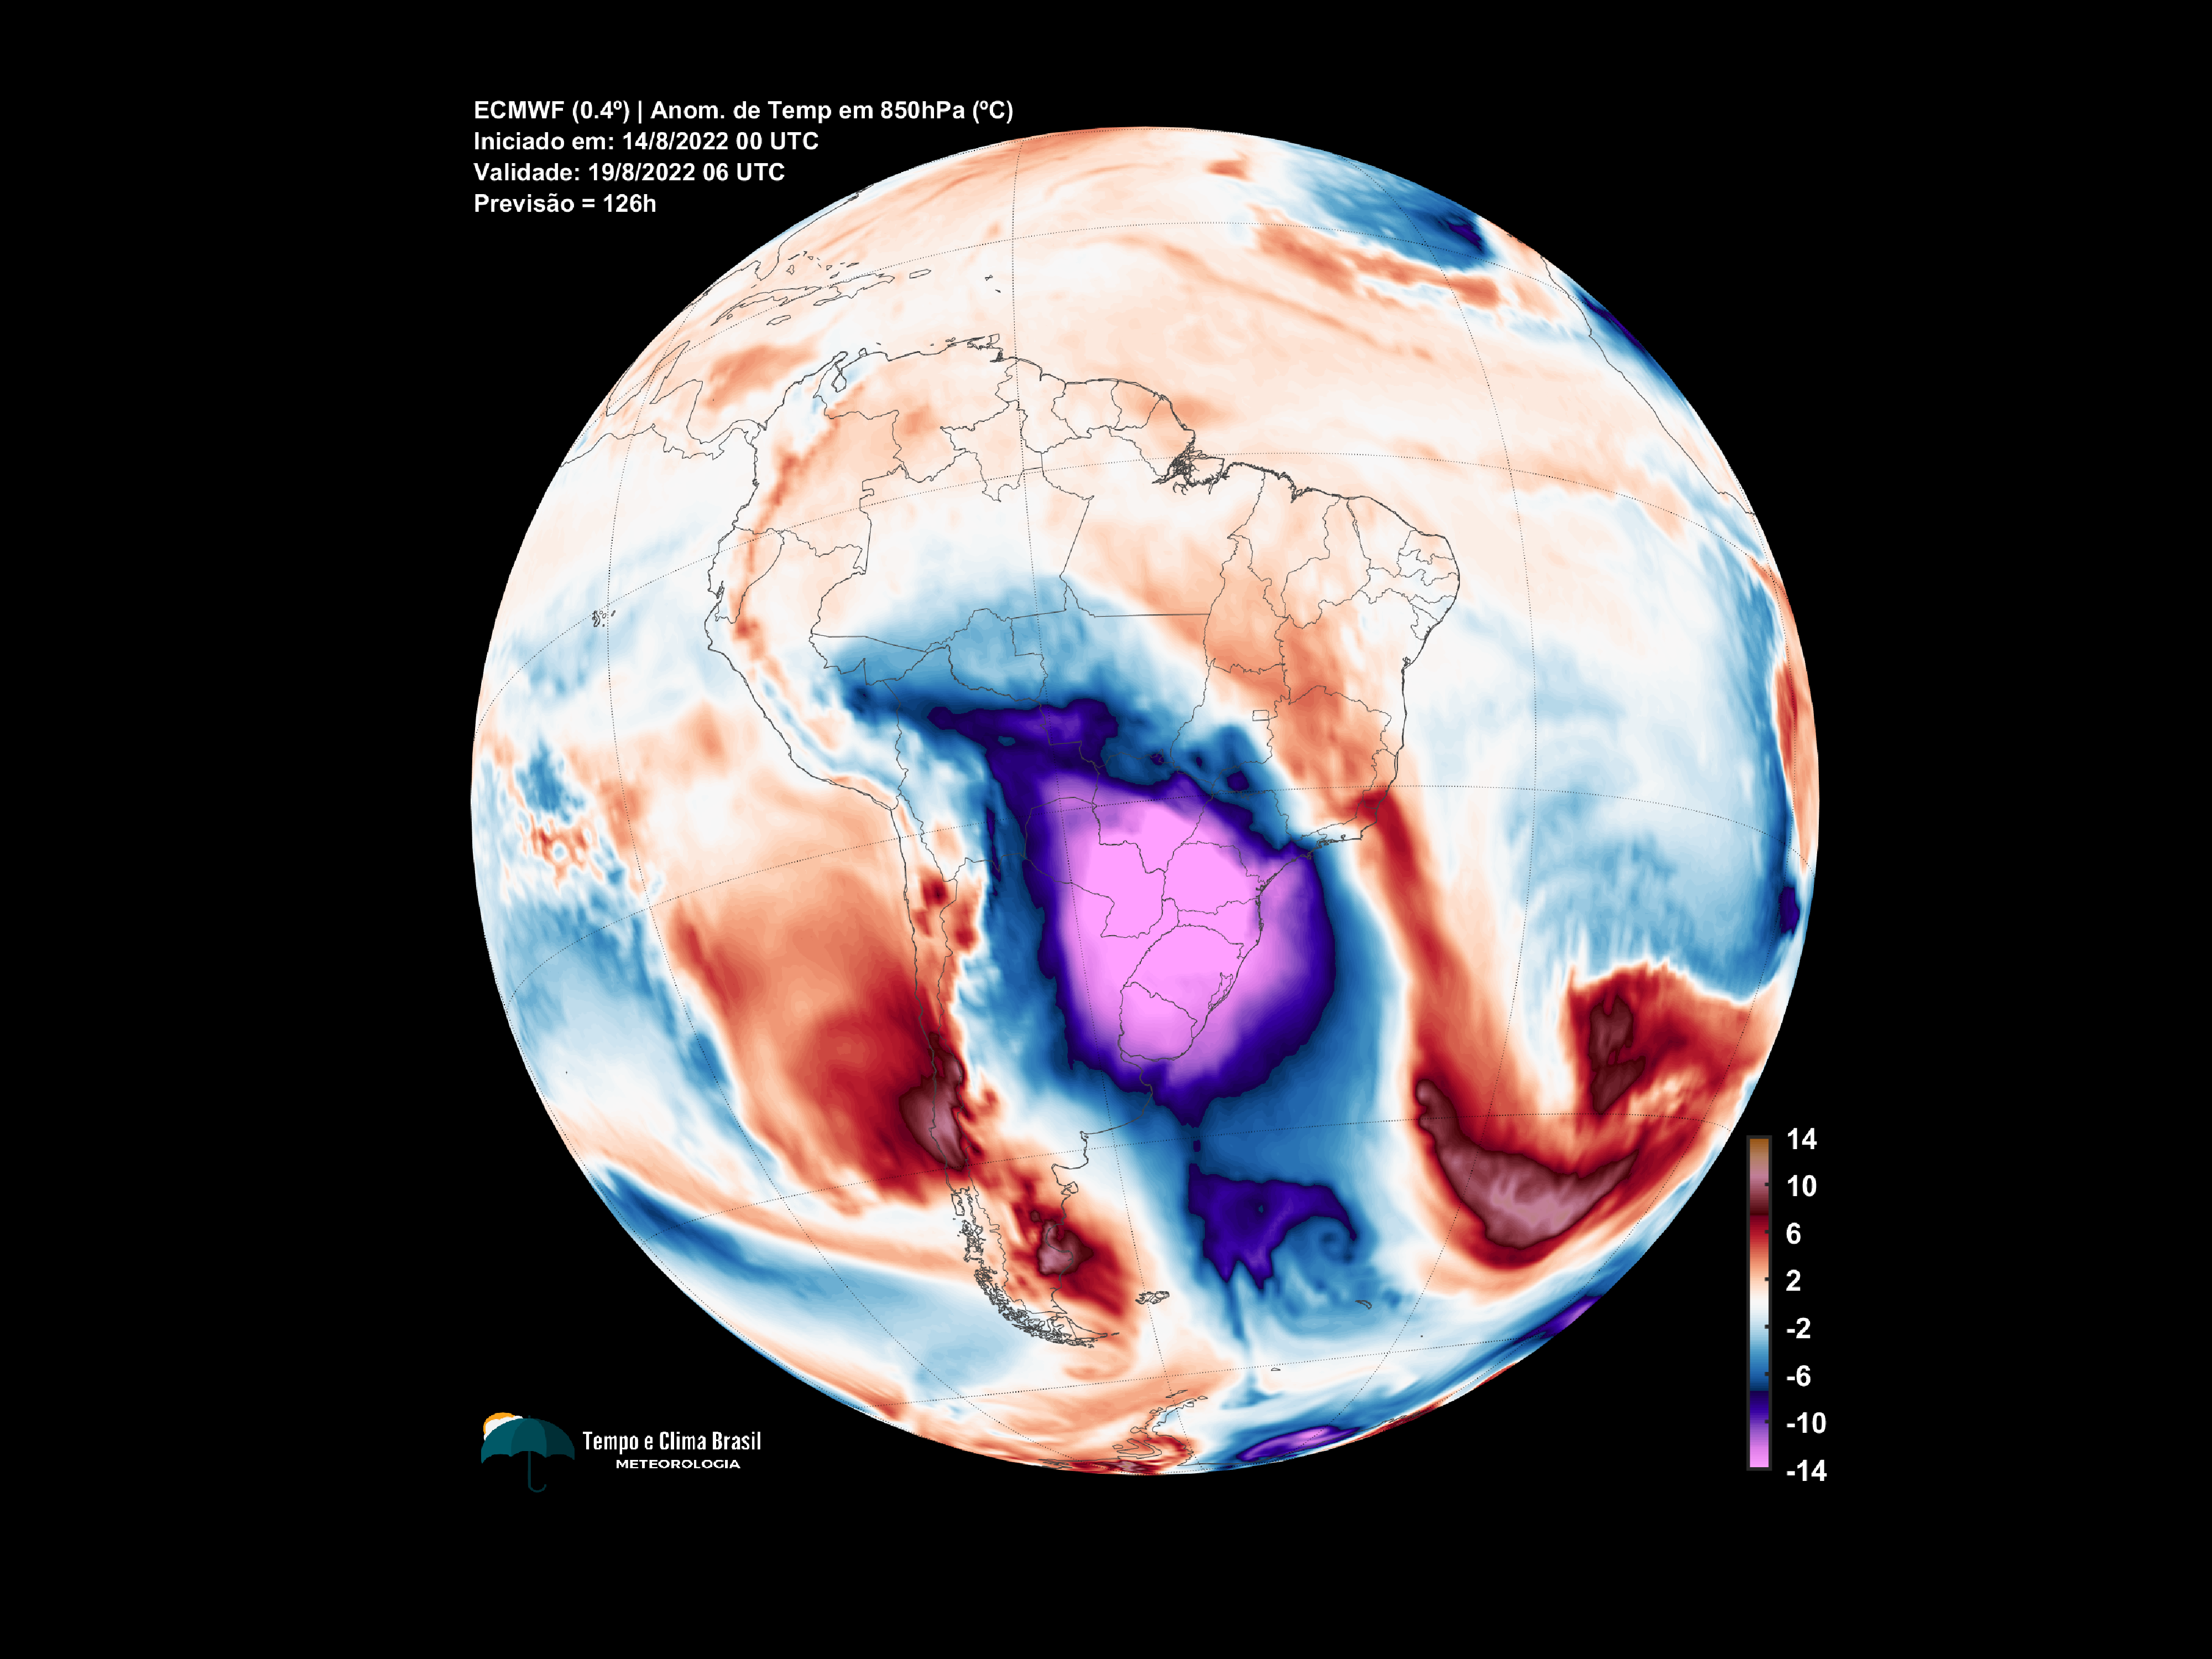 ECMWF (0.4º) | Anom. de Temp em 850hPa (ºC)
Iniciado em: 14/8/2022 00 UTC
Validade: 19/8/2022 06 UTC
Previsão = 126h
14
10
6
2
-2
-6
-10
-14
Tempo e Clima Brasil
METEOROLOGIA